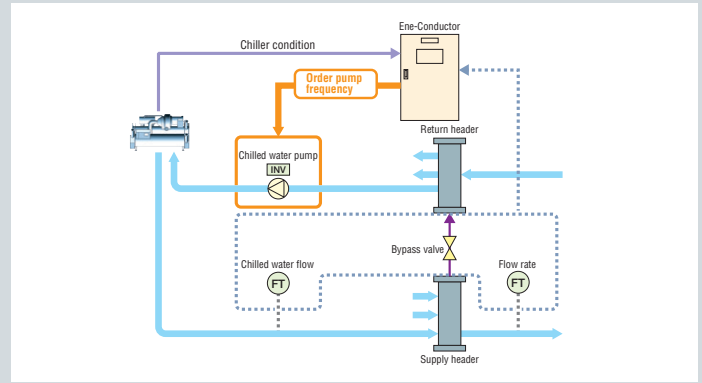 Ene-Conductor
Chiller condition
Order pump
frequency
Return header
Chilled water pump
INV
Bypass valve
Chilled water flow
FT
Flow rate
FT
Supply header